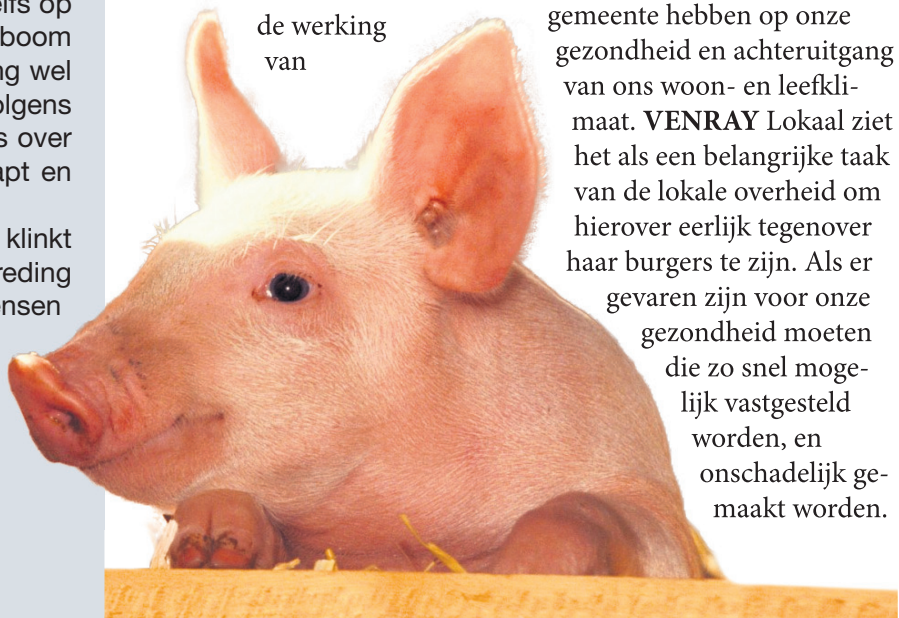 elfs op
boom
ng wel
olgens
s over
apt en
klinkt
reding
ensen
de werking
van
gemeente hebben op onze
gezondheid en achteruitgang
van ons woon- en leefkli-
maat. VENRAY Lokaal ziet
het als een belangrijke taak
van de lokale overheid om
hierover eerlijk tegenover
haar burgers te zijn. Als er
gevaren zijn voor onze
gezondheid moeten
die zo snel moge-
lijk vastgesteld
worden, en
onschadelijk ge-
maakt worden.